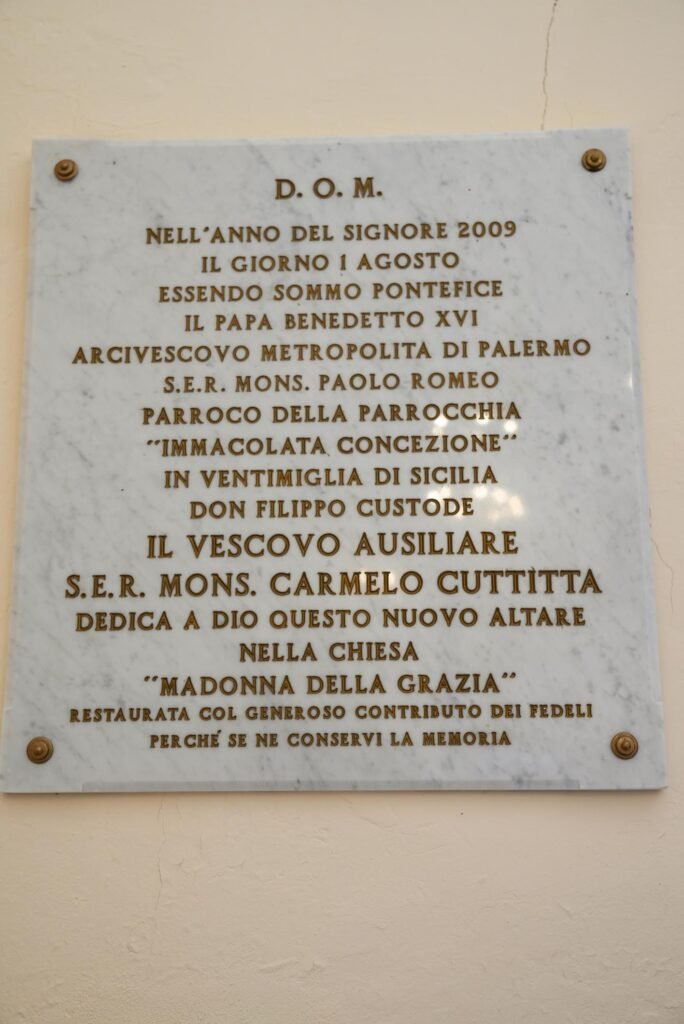 D. O. M.
NELL'ANNO DEL SIGNORE 2009
IL GIORNO 1 AGOSTO
ESSENDO SOMMO PONTEFICE
IL PAPA BENEDETTO XVI
ARCIVESCOVO METROPOLITA DI PALERMO
S.E.R. MONS. PAOLO ROMEO
PARROCO DELLA PARROCCHIA
"IMMACOLATA CONCEZIONE"
IN VENTIMIGLIA DI SICILIA
DON FILIPPO CUSTODE
IL VESCOVO AUSILIARE
S.E.R. MONS. CARMELO CUTTITTA
DEDICA A DIO QUESTO NUOVO ALTARE
NELLA CHIESA
"MADONNA DELLA GRAZIA"
RESTAURATA COL GENEROSO CONTRIBUTO DEI FEDELI
PERCHÉ SE NE CONSERVI LA MEMORIA